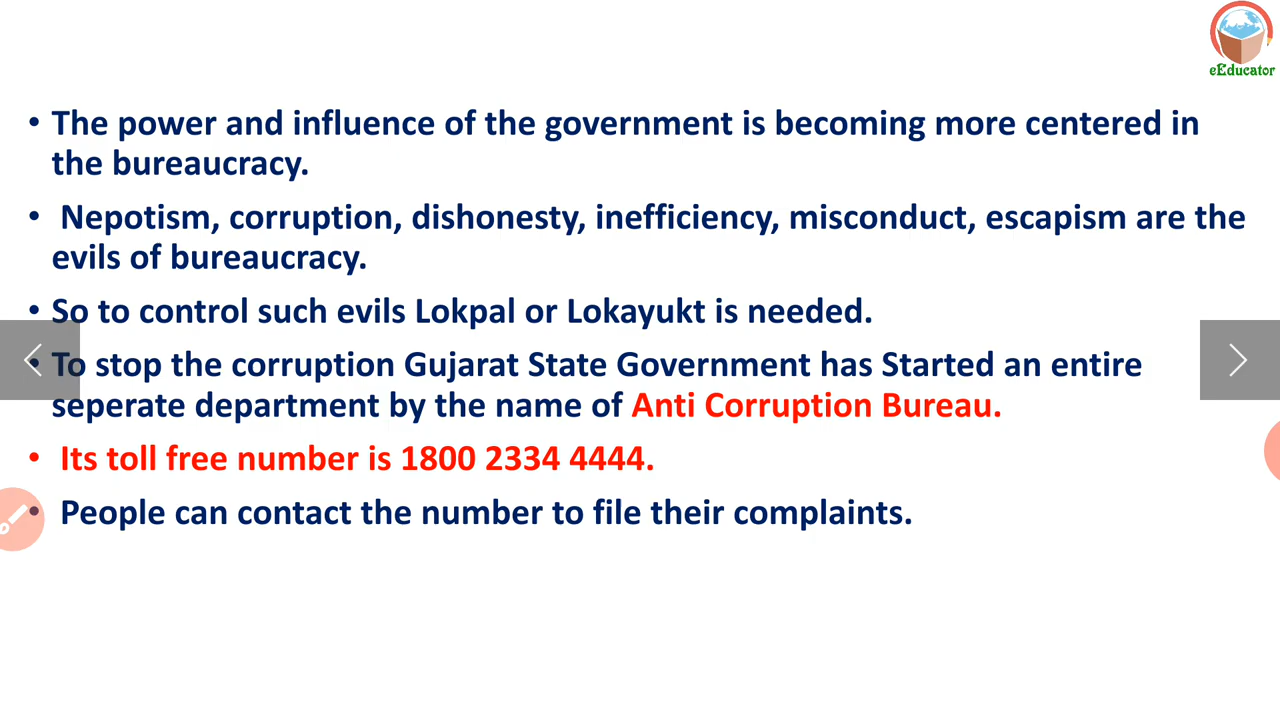 eEducator
• The power and influence of the government is becoming more centered in
the bureaucracy.
• Nepotism, corruption, dishonesty, inefficiency, misconduct, escapism are the
evils of bureaucracy.
• So to control such evils Lokpal or Lokayukt is needed.
• To stop the corruption Gujarat State Government has Started an entire
seperate department by the name of Anti Corruption Bureau.
• Its toll free number is 1800 2334 4444.
• People can contact the number to file their complaints.